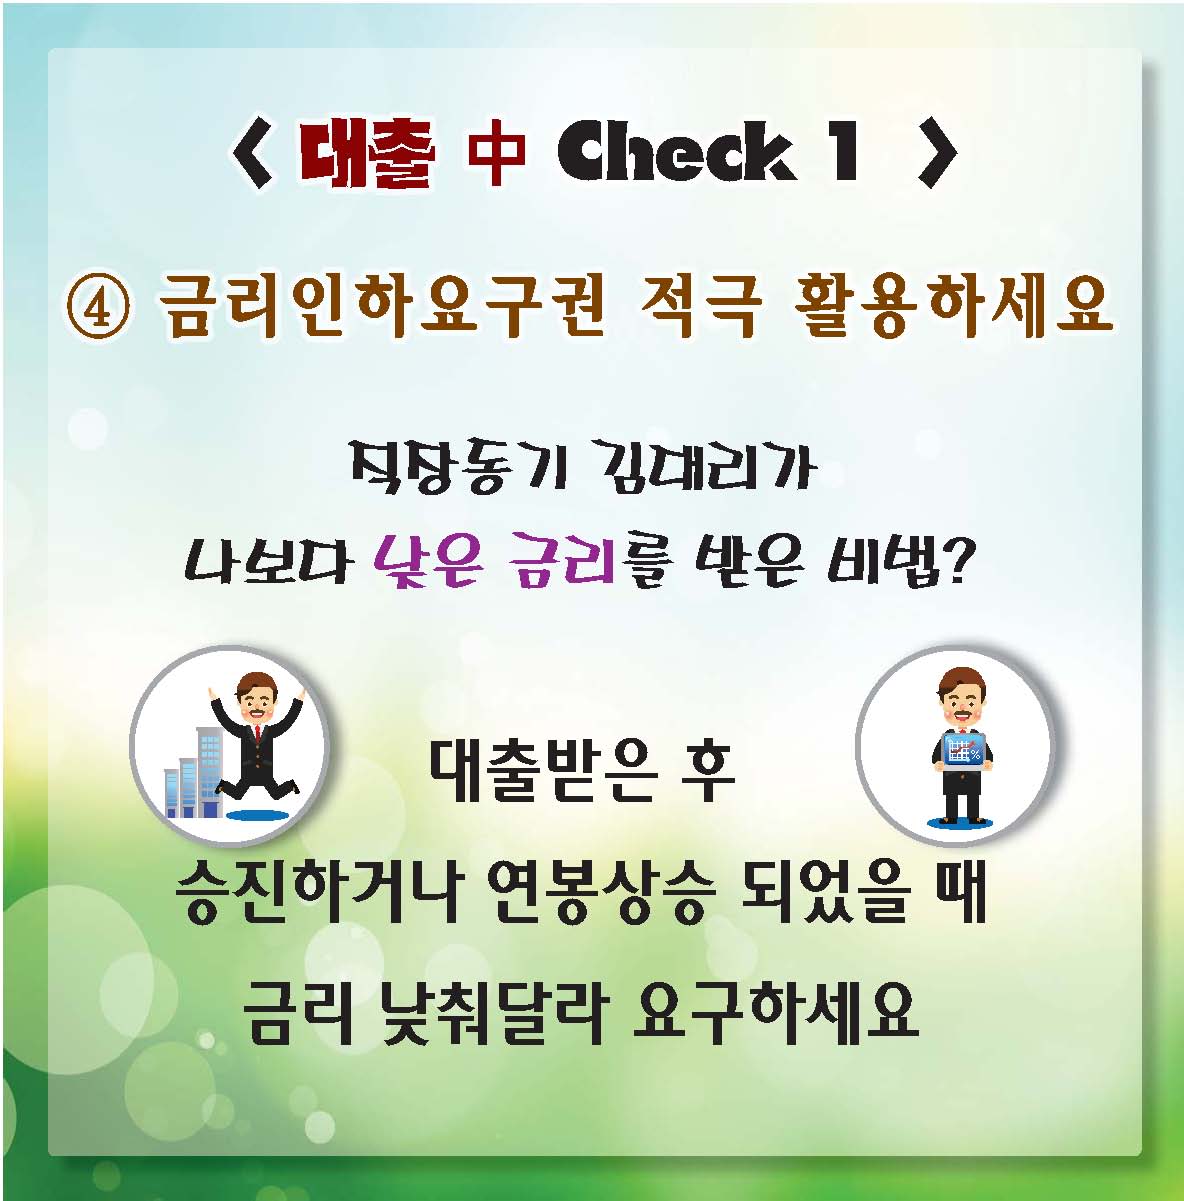 < 대출 中 Check 1 >
④ 금리인하요구권 적극 활용하세요
직장동기 김대리가
나보다 낮은 금리를 받은 비법?
대출받은 후
승진하거나 연봉상승 되었을 때
금리 낮춰달라 요구하세요
%